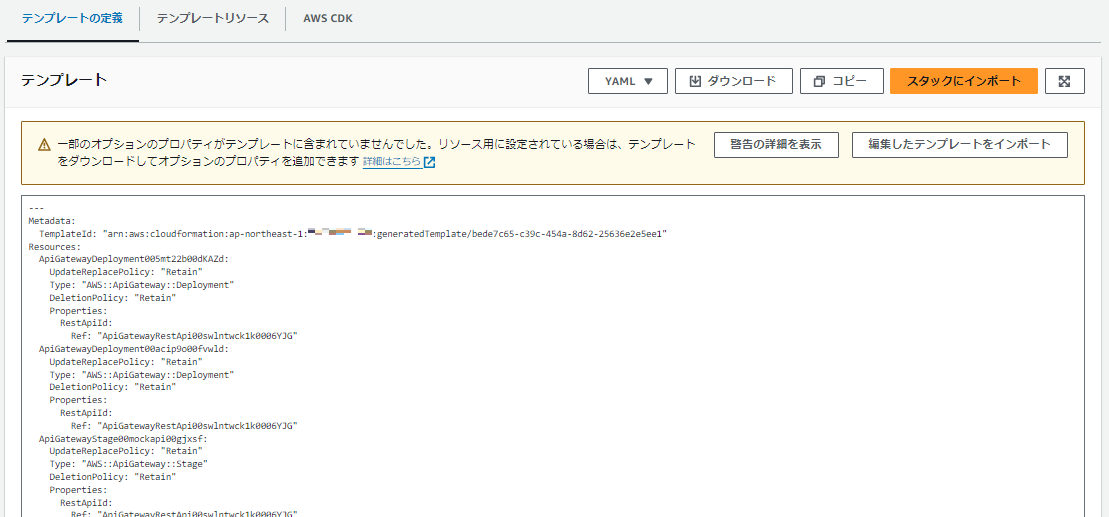 テンプレートの定義 テンプレートリソース AWS CDK
テンプレート YAML ダウンロード コピー スタックにインポート
一部のオプションのプロパティがテンプレートに含まれていませんでした。リソース用に設定されている場合は、テンプレート
をダウンロードしてオプションのプロパティを追加できます 詳細はこちら
警告の詳細を表示 編集したテンプレートをインポート
---
Metadata:
TemplateId: "arn:aws:cloudformation:ap-northeast-1: :generatedTemplate/bede7c65-c39c-454a-8d62-25636e2e5ee1"
Resources:
ApiGatewayDeployment005mt22b00dKAZd:
UpdateReplacePolicy: "Retain"
Type: "AWS::ApiGateway::Deployment"
DeletionPolicy: "Retain"
Properties:
RestApiId:
Ref: "ApiGatewayRestApi00swlntwck1k0006YJG"
ApiGatewayDeployment00acip9o00fvwld:
UpdateReplacePolicy: "Retain"
Type: "AWS::ApiGateway::Deployment"
DeletionPolicy: "Retain"
Properties:
RestApiId:
Ref: "ApiGatewayRestApi00swlntwck1k0006YJG"
ApiGatewayStage00mockapi00gjxsf:
UpdateReplacePolicy: "Retain"
Type: "AWS::ApiGateway::Stage"
DeletionPolicy: "Retain"
Properties:
RestApiId:
Ref: "ApiGatewayRestApi00swlntwck1k0006YJG"